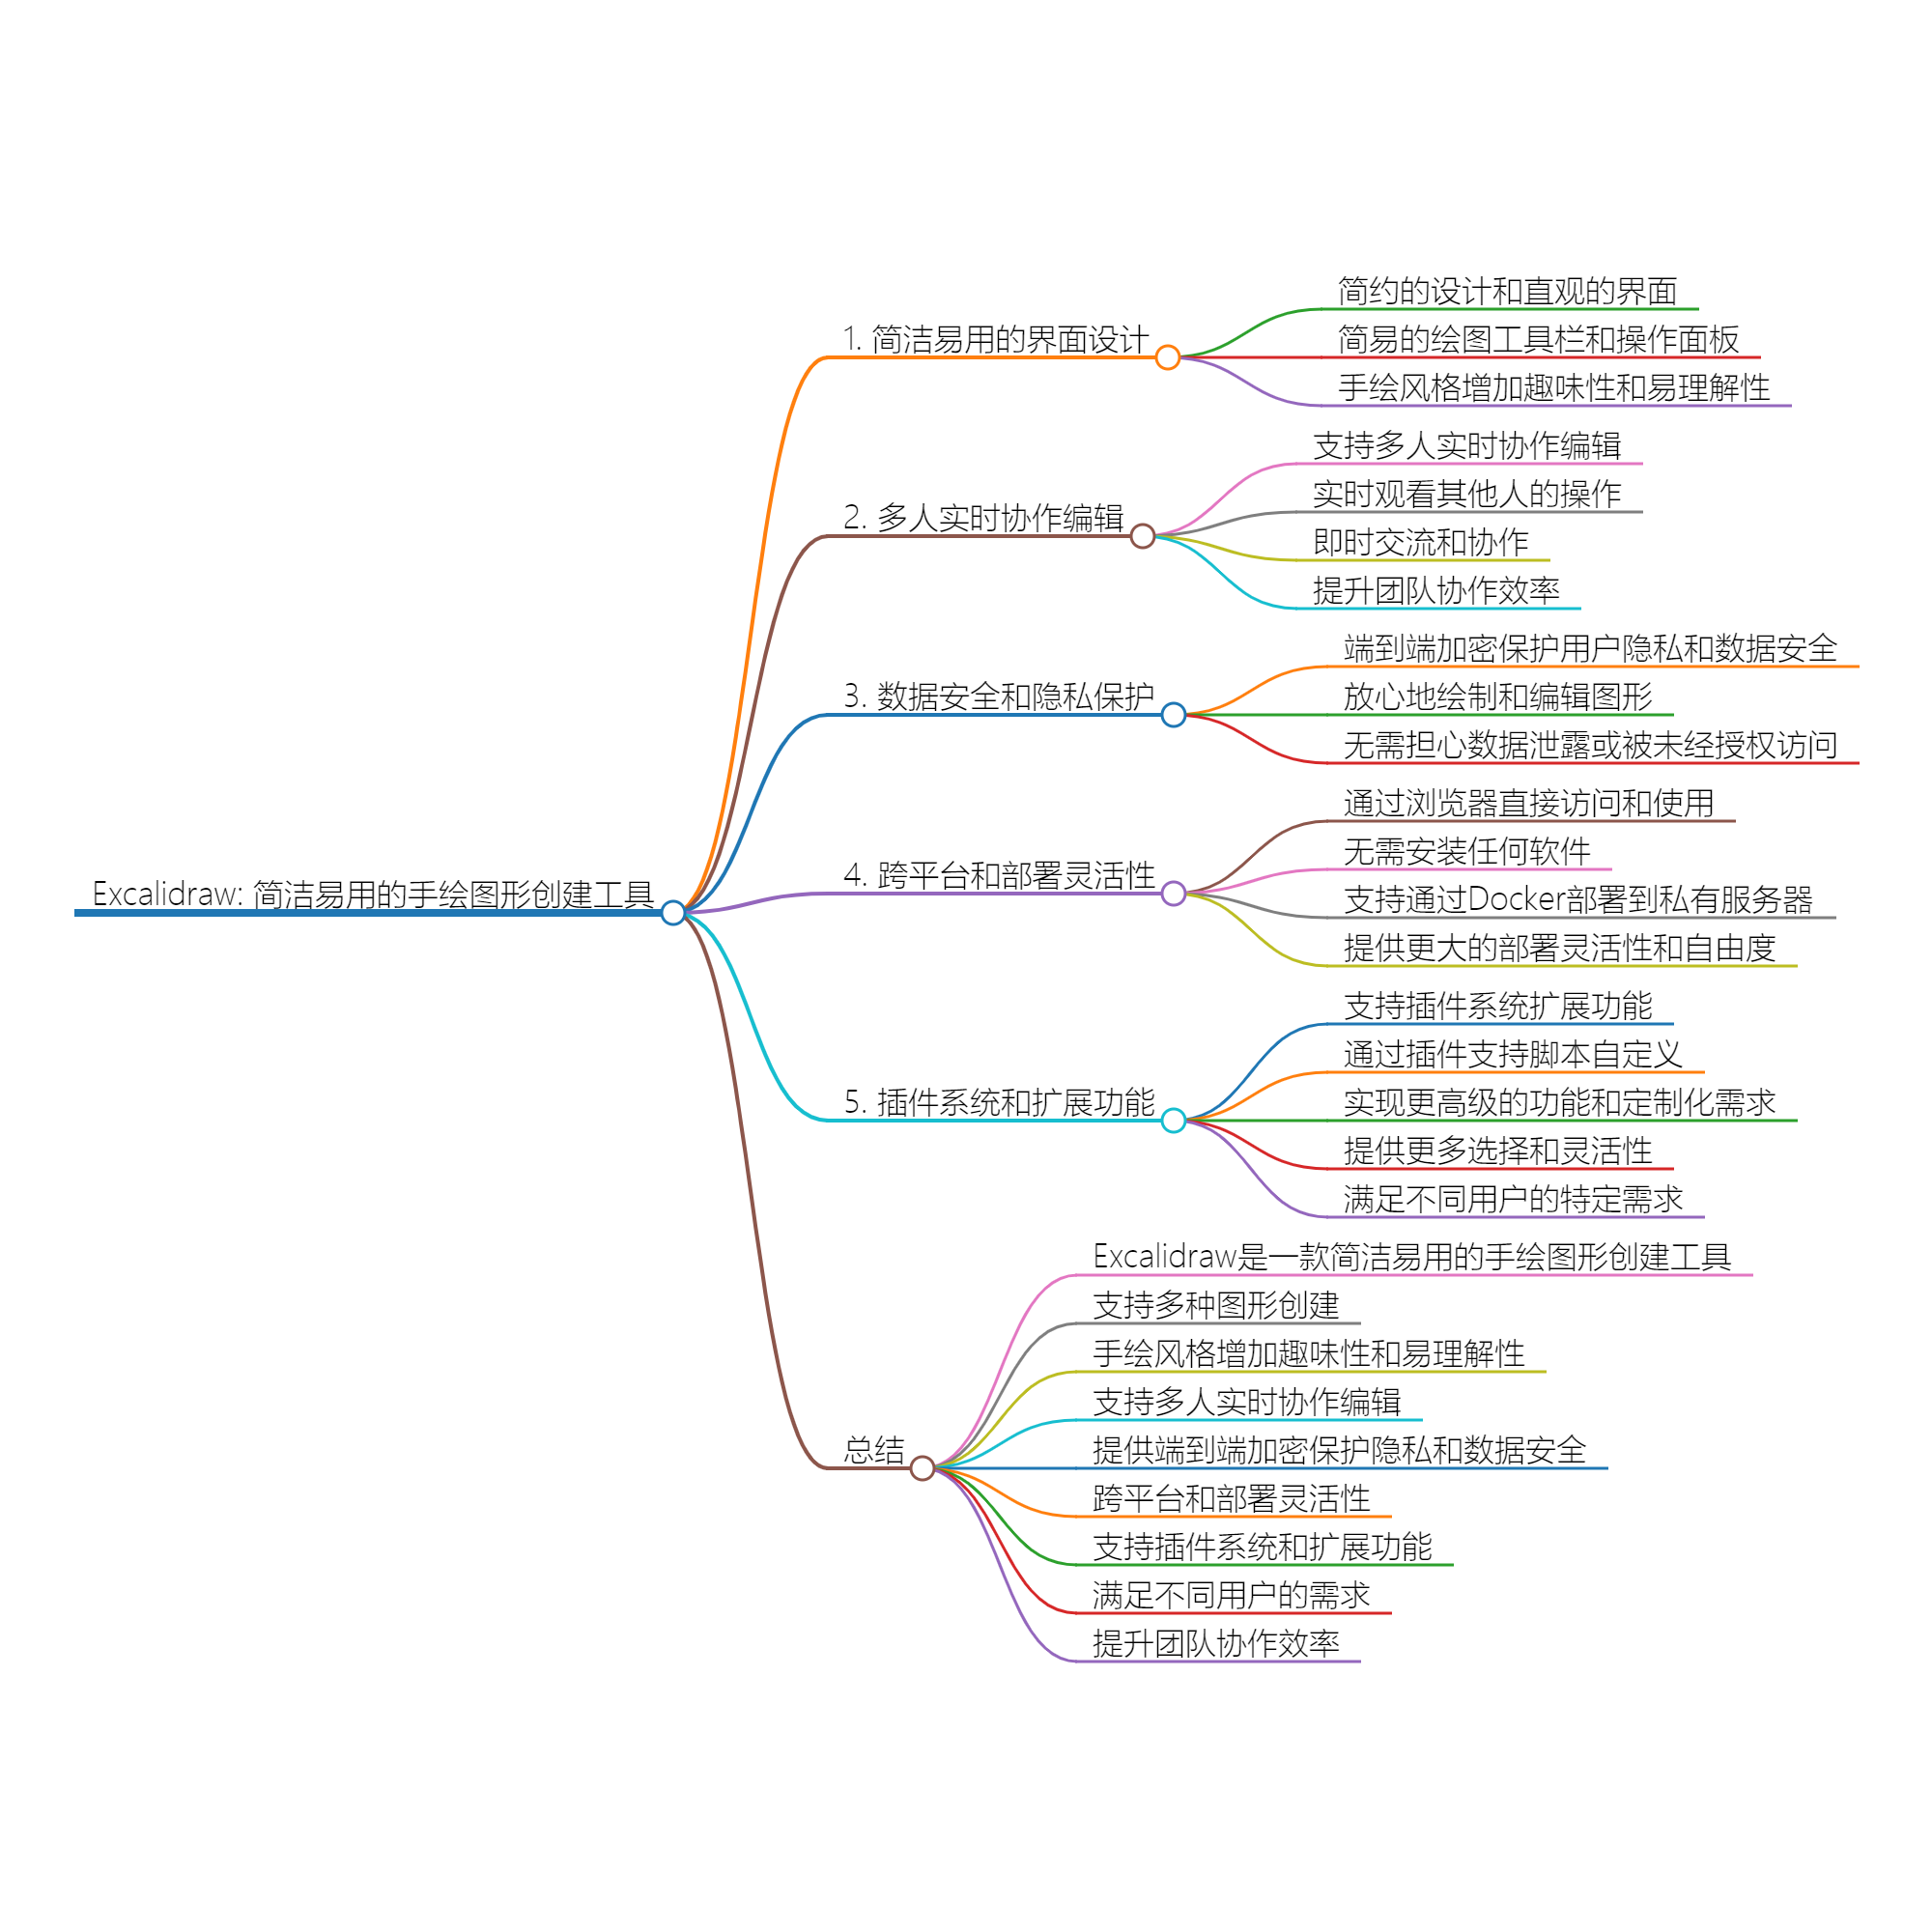 Excalidraw: 简洁易用的手绘图形创建工具
1. 简洁易用的界面设计
简约的设计和直观的界面
简易的绘图工具栏和操作面板
手绘风格增加趣味性和易理解性
2. 多人实时协作编辑
支持多人实时协作编辑
实时观看其他人的操作
即时交流和协作
提升团队协作效率
3. 数据安全和隐私保护
端到端加密保护用户隐私和数据安全
放心地绘制和编辑图形
无需担心数据泄露或被未经授权访问
4. 跨平台和部署灵活性
通过浏览器直接访问和使用
无需安装任何软件
支持通过Docker部署到私有服务器
提供更大的部署灵活性和自由度
5. 插件系统和扩展功能
支持插件系统扩展功能
通过插件支持脚本自定义
实现更高级的功能和定制化需求
提供更多选择和灵活性
满足不同用户的特定需求
总结
Excalidraw是一款简洁易用的手绘图形创建工具
支持多种图形创建
手绘风格增加趣味性和易理解性
支持多人实时协作编辑
提供端到端加密保护隐私和数据安全
跨平台和部署灵活性
支持插件系统和扩展功能
满足不同用户的需求
提升团队协作效率